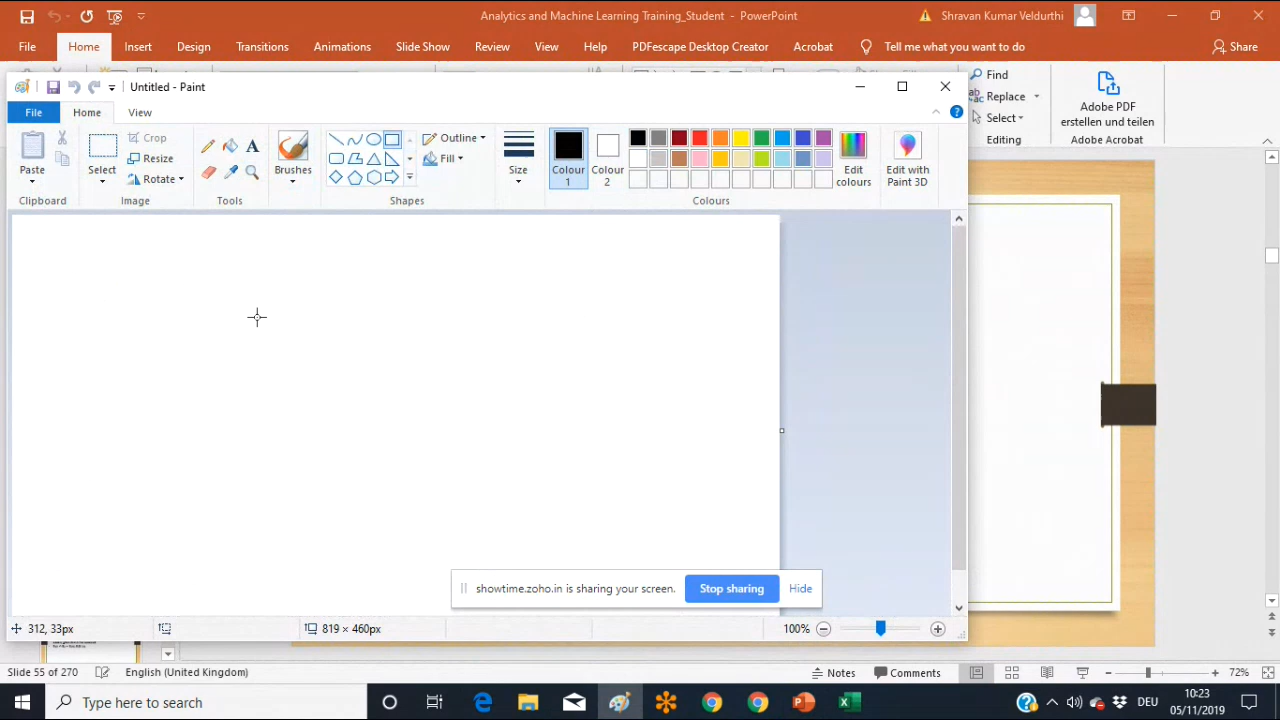 Analytics and Machine Learning Training_Student - PowerPoint
Shravan Kumar Veldurthi
File Home Insert Design Transitions Animations Slide Show Review View Help PDFescape Desktop Creator Acrobat Tell me what you want to do Share
Untitled - Paint
File Home View
Paste
Clipboard
Select
Crop
Resize
Rotate
Image
A
Tools
Brushes
Outline
Fill
Shapes
Size
Colour 1
Colour 2
Edit colours
Colours
Edit with Paint 3D
Find
Replace
Select
Editing
Adobe PDF
erstellen und teilen
Adobe Acrobat
showtime.zoho.in is sharing your screen. Stop sharing Hide
312, 33px
819 × 460px
100%
Slide 55 of 270
English (United Kingdom)
Notes
Comments
72%
Type here to search
DEU
10:23
05/11/2019